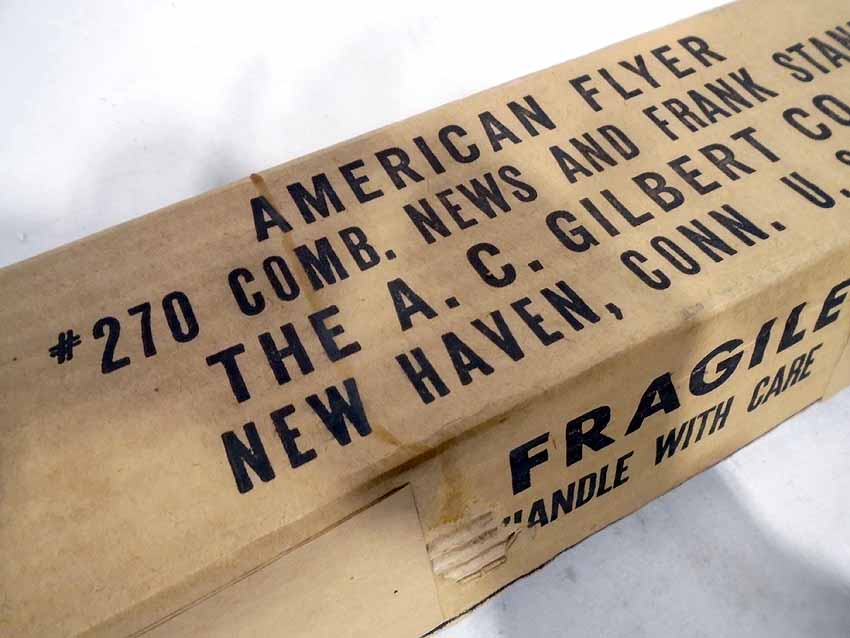 AMERICAN FLYER
#270 COMB. NEWS AND FRANK STAN
THE A. C. GILBERT CO
NEW HAVEN, CONN. U.S
FRAGILE
HANDLE WITH CARE